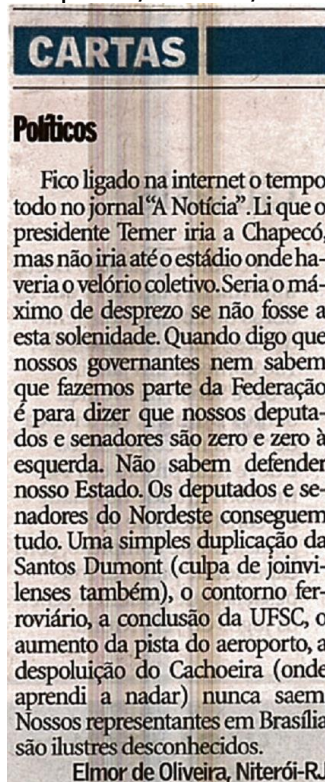 CARTAS
Políticos
Fico ligado na internet o tempo
todo no jornal “A Notícia”. Li que o
presidente Temer iria a Chapecó,
mas não iria até o estádio onde ha-
veria o velório coletivo. Seria o má-
ximo de desprezo se não fosse a
esta solenidade. Quando digo que
nossos governantes nem sabem
que fazemos parte da Federação
é para dizer que nossos deputa-
dos e senadores são zero e zero à
esquerda. Não sabem defender
nosso Estado. Os deputados e se-
nadores do Nordeste conseguem
tudo. Uma simples duplicação da
Santos Dumont (culpa de joinvi-
lenses também), o contorno fer-
roviário, a conclusão da UFSC, o
aumento da pista do aeroporto, a
despoluição do Cachoeira (onde
aprendi a nadar) nunca saem
Nossos representantes em Brasília
são ilustres desconhecidos.
Elmor de Oliveira, Niterói-R.